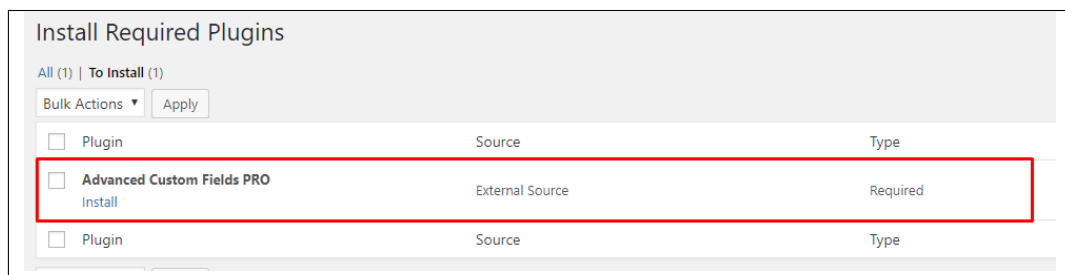 Install Required Plugins
All (1) | To Install (1)
Bulk Actions ▼ Apply
Plugin Source Type
Advanced Custom Fields PRO External Source Required
Install
Plugin Source Type